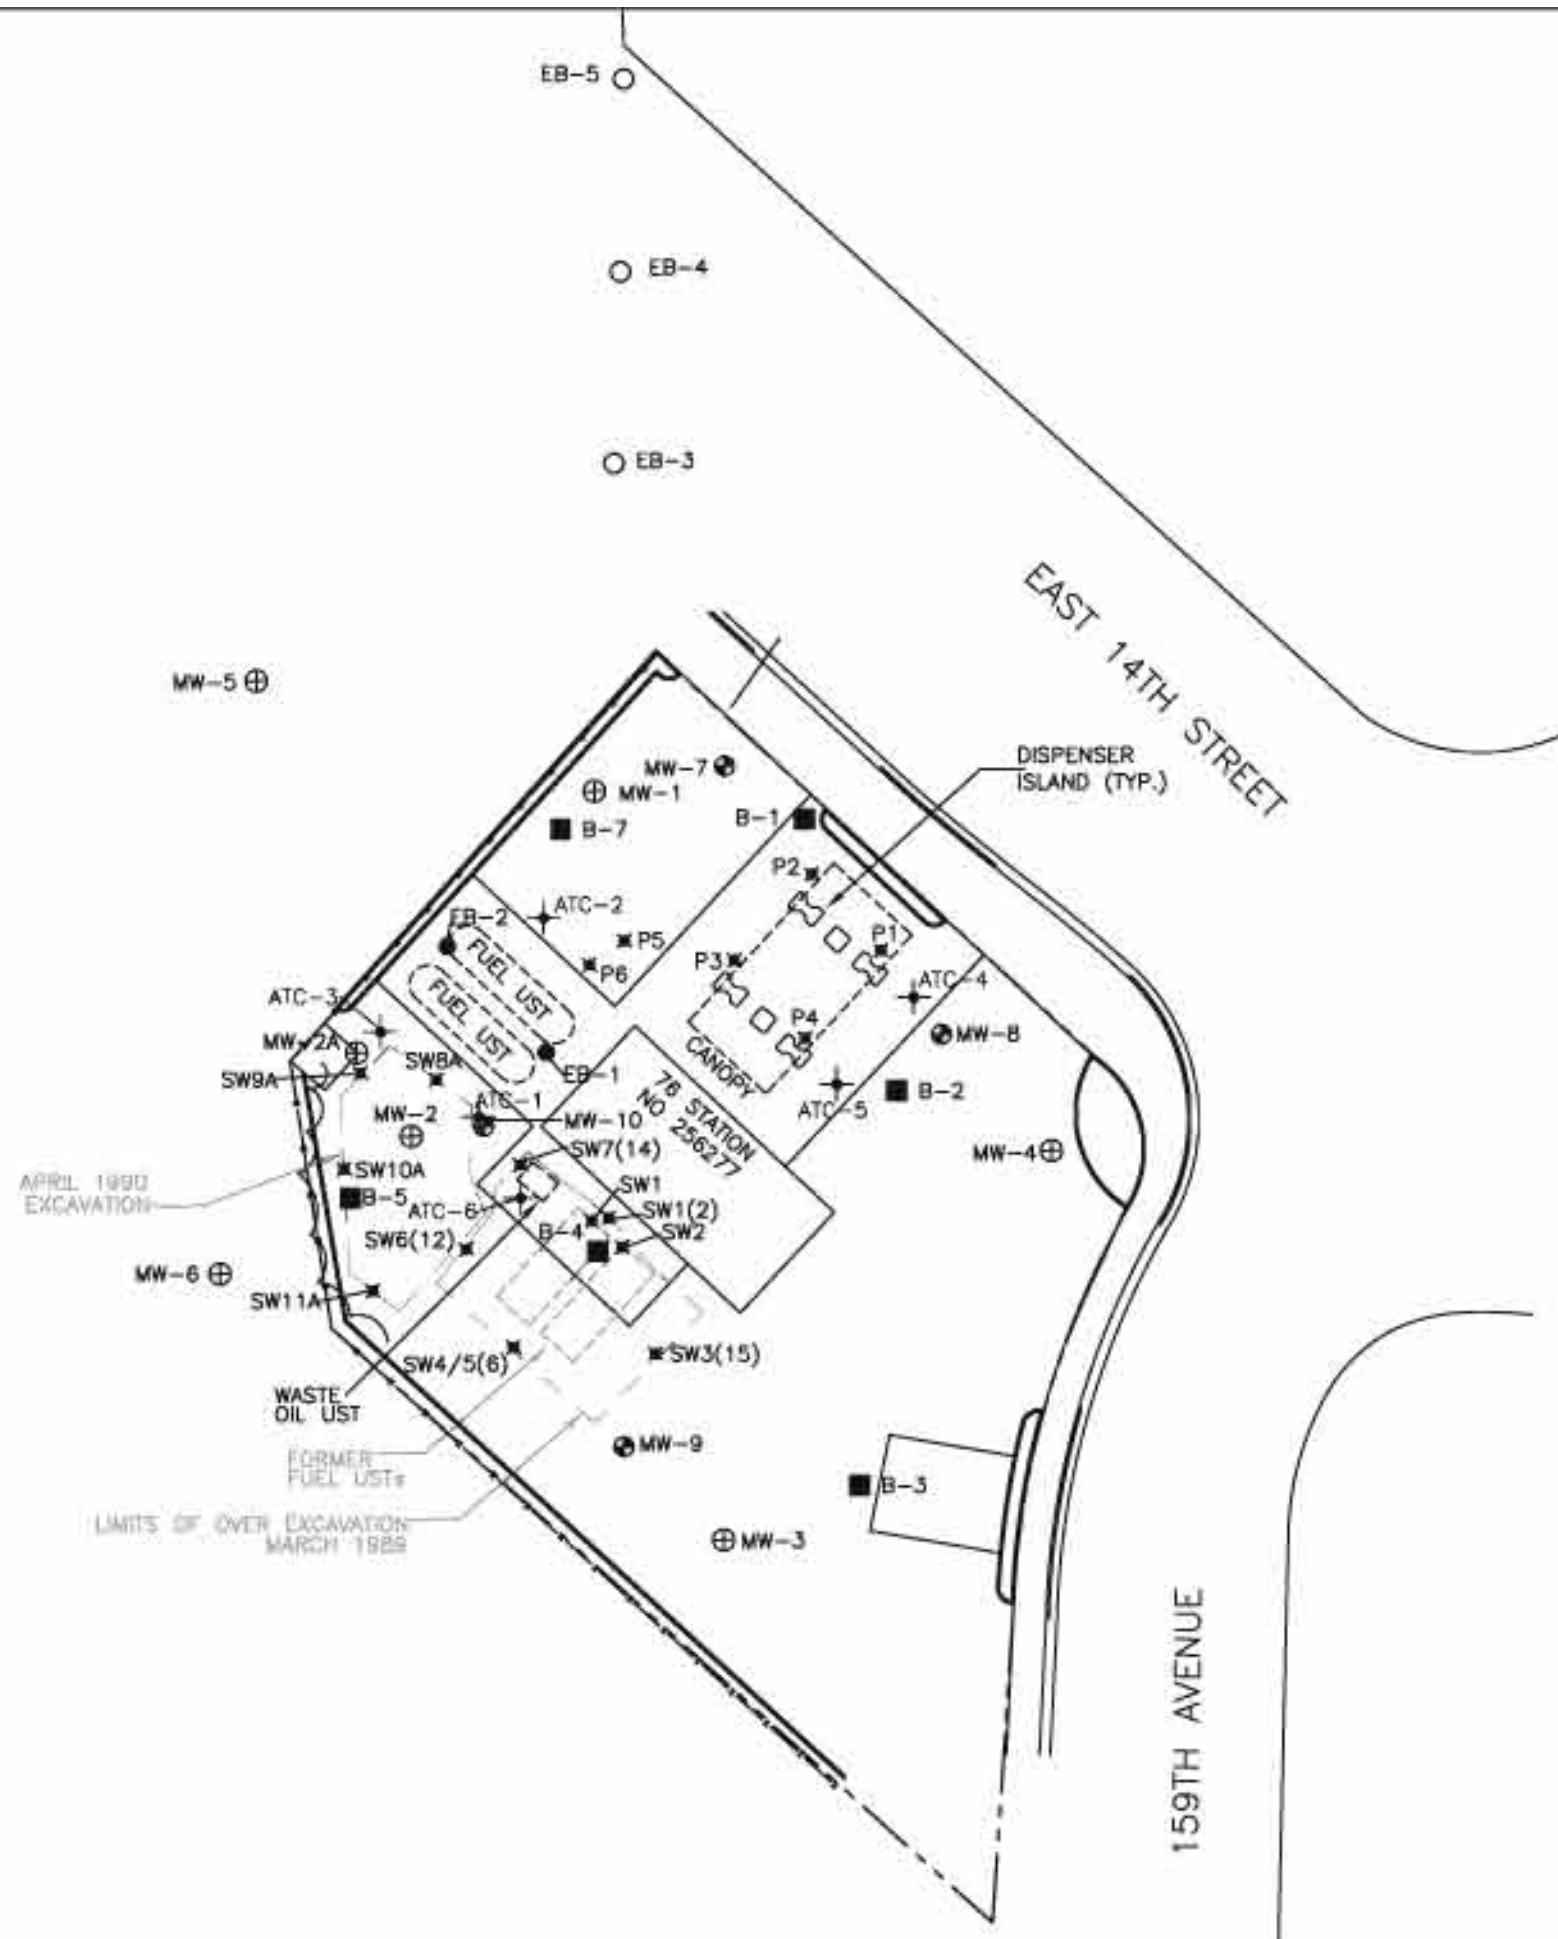 EB-5
EB-4
EB-3
EAST 14TH STREET
MW-5
DISPENSER
ISLAND (TYP.)
MW-7
MW-1
B-7
B-1
P2
ATC-2
EB-2
P5
P1
P3
P6
FUEL UST
FUEL UST
ATC-4
ATC-3
P4
MW-8
MW-2A
CANOPY
SW8A
EB-1
SW9A
76 STATION
NO 256277
B-2
ATC-1
ATC-5
MW-10
MW-2
SW7(14)
MW-4
SW10A
APRIL 1990
EXCAVATION
B-5
SW1
ATC-6
SW1(2)
B-4
SW2
SW6(12)
MW-6
SW11A
SW4/5(6)
SW3(15)
WASTE
OIL UST
FORMER
FUEL USTs
MW-9
B-3
LIMITS OF OVER EXCAVATION
MARCH 1989
MW-3
159TH AVENUE